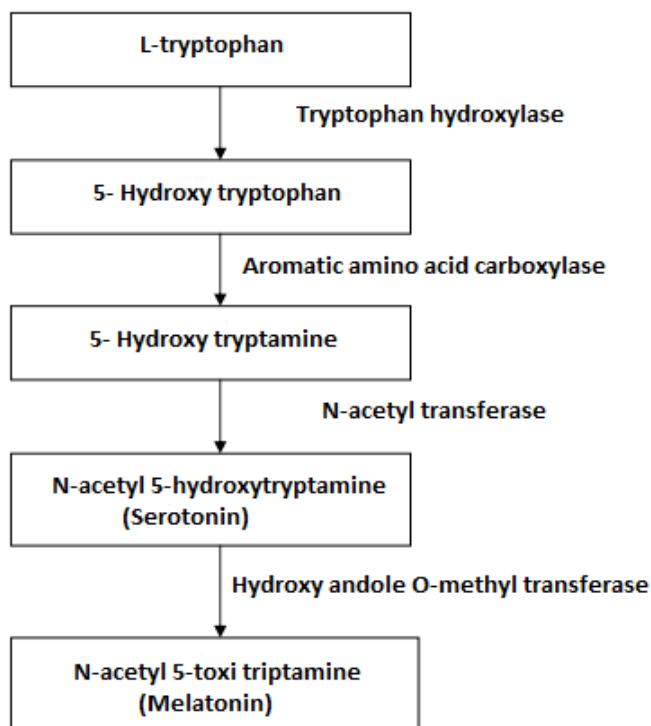 L-tryptophan
Tryptophan hydroxylase
5- Hydroxy tryptophan
Aromatic amino acid carboxylase
5- Hydroxy tryptamine
N-acetyl transferase
N-acetyl 5-hydroxytryptamine
(Serotonin)
Hydroxy andole O-methyl transferase
N-acetyl 5-toxi triptamine
(Melatonin)